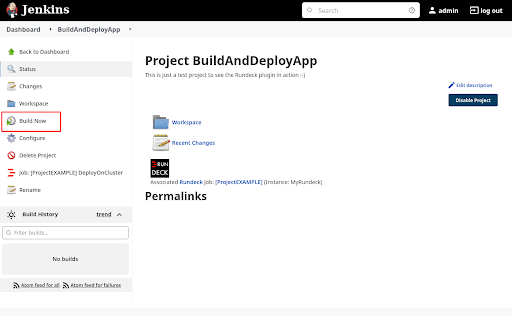 Jenkins
Search
admin
log out
Dashboard
BuildAndDeployApp
Back to Dashboard
Status
Changes
Workspace
Build Now
Configure
Delete Project
Job: [ProjectEXAMPLE] DeployOnCluster
Rename
Build History
trend
Filter builds...
No builds
Atom feed for all
Atom feed for failures
Project BuildAndDeployApp
This is just a test project to see the Rundeck plugin in action :-)
Edit description
Disable Project
Workspace
Recent Changes
RUN
DECK
Associated Rundeck job: [ProjectEXAMPLE] (Instance: MyRundeck)
Permalinks